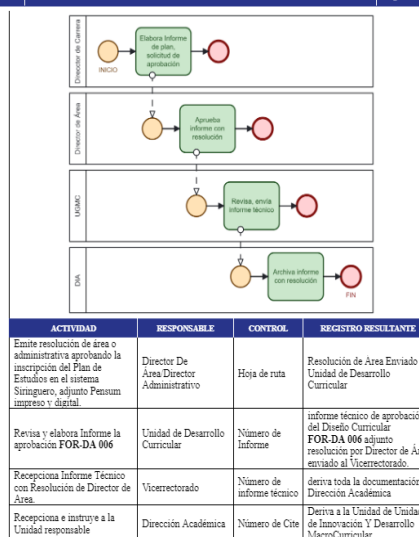 Direcctor de Carrera
INICIO
Elabora Informe
de plan,
solicitud de
aprobación
Director de Área
Aprueba
informe con
resolución
UGMC
Revisa, envía
informe técnico
DIA
Archiva informe
con resolución
FIN
ACTIVIDAD RESPONSABLE CONTROL REGISTRO RESULTANTE
Emite resolución de área o
administrativa aprobando la
inscripción del Plan de
Estudios en el sistema
Siringuero, adjunto Pensum
impreso y digital.
Director De
Área/Director
Administrativo
Hoja de ruta
Resolución de Area Enviado
Unidad de Desarrollo
Curricular
Revisa y elabora Informe la
aprobación FOR-DA 006
Unidad de Desarrollo
Curricular
Número de
Informe
informe técnico de aprobació
del Diseño Curricular
FOR-DA 006 adjunto
resolución por Director de Ár
enviado al Vicerrectorado.
Recepciona Informe Técnico
con Resolución de Director de
Area.
Vicerrectorado
Número de
informe técnico
deriva toda la documentación
Dirección Académica
Recepciona e instruye a la
Unidad responsable
Dirección Académica
Número de Cite
Deriva a la Unidad de Unida
de Innovación Y Desarrollo
MacroCurricular